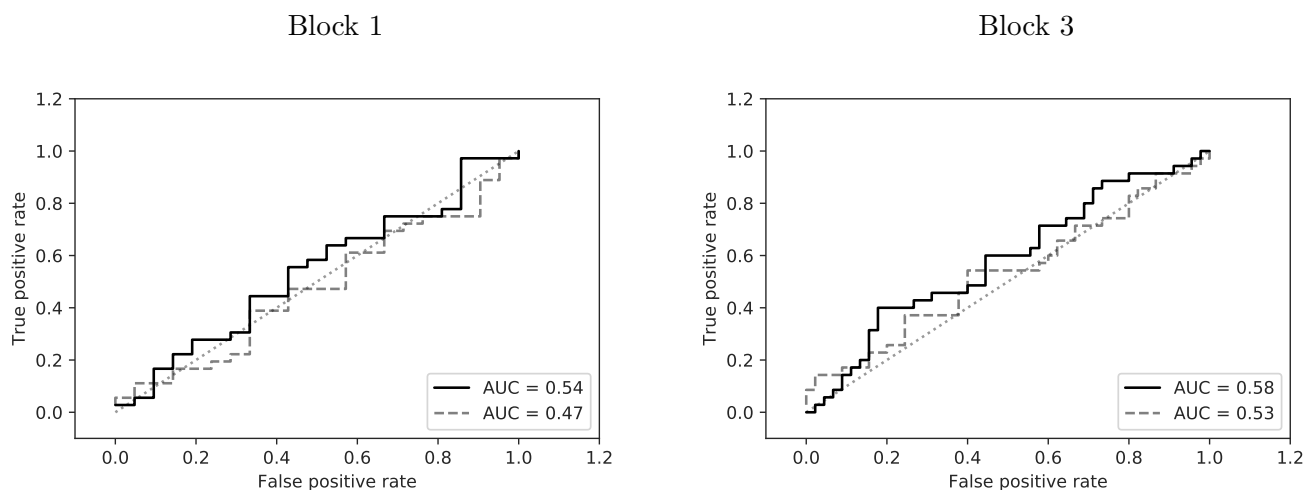 Block 1
1.2
1.0
0.8
0.6
0.4
0.2
0.0
True positive rate
AUC = 0.54
AUC = 0.47
0.0 0.2 0.4 0.6 0.8 1.0 1.2
False positive rate
Block 3
1.2
1.0
0.8
0.6
0.4
0.2
0.0
True positive rate
AUC = 0.58
AUC = 0.53
0.0 0.2 0.4 0.6 0.8 1.0 1.2
False positive rate